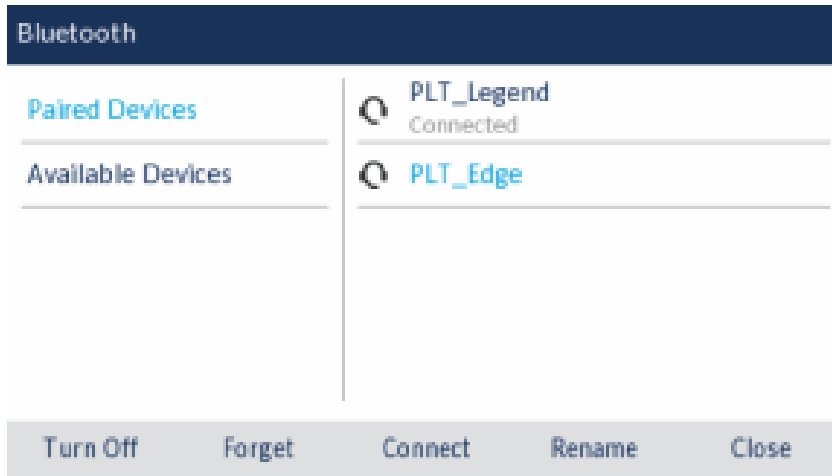 Bluetooth
Paired Devices
Available Devices
PLT_Legend
Connected
PLT_Edge
Turn Off Forget Connect Rename Close